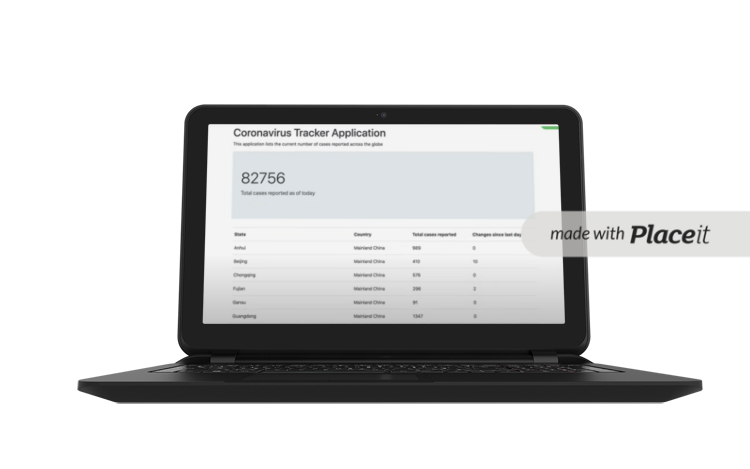 Coronavirus Tracker Application
This application lists the current number of cases reported across the globe
82756
Total cases reported as of today
State Country Total cases reported Changes since last day
Anhui Mainland China 989 0
Beijing Mainland China 410 10
Chongqing Mainland China 576 0
Fujian Mainland China 296 2
Gansu Mainland China 91 0
Guangdong Mainland China 1347 0
made with Placeit